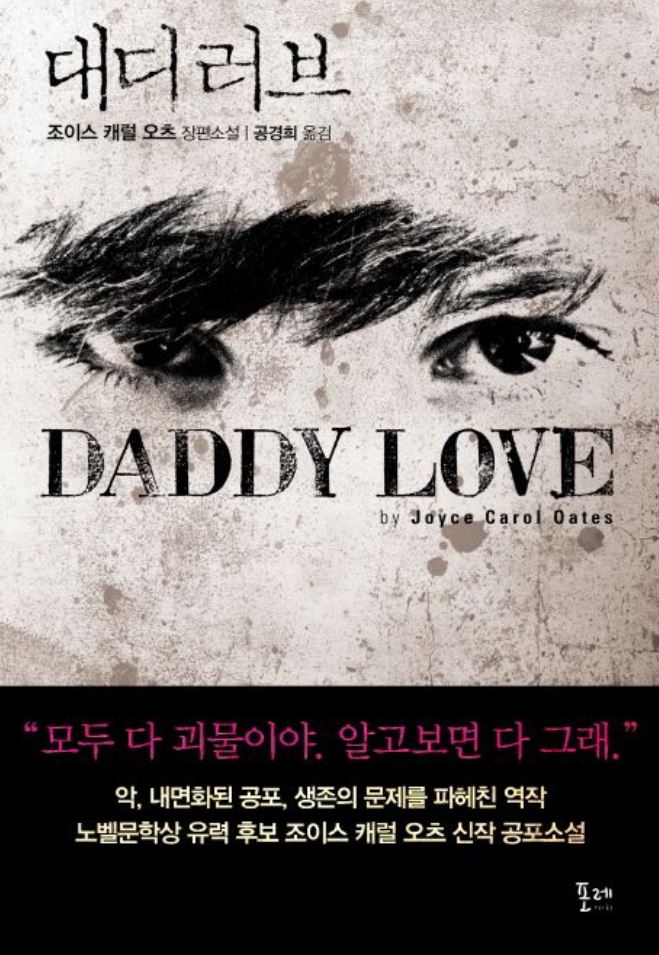 대디 러브
조이스 캐럴 오츠 장편소설 | 공경희 옮김
DADDY LOVE
by Joyce Carol Oates
“모두 다 괴물이야. 알고보면 다 그래.”
악, 내면화된 공포, 생존의 문제를 파헤친 역작
노벨문학상 유력 후보 조이스 캐럴 오츠 신작 공포소설
포레